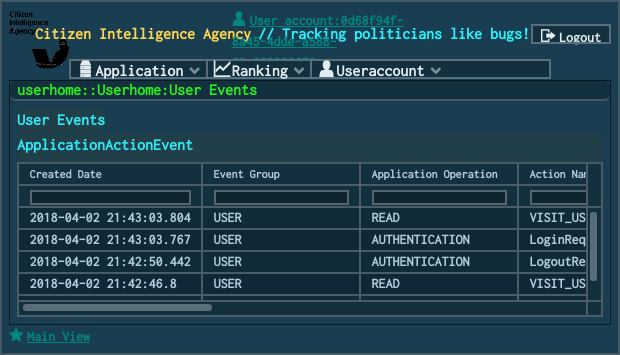 Citizen
Intelligence
Agency
User account:0d68f94f-
8a45-4dde-a588-
Citizen Intelligence Agency // Tracking politicians like bugs!
Logout
Application Ranking Useraccount
userhome::Userhome:User Events
User Events
ApplicationActionEvent
Created Date Event Group Application Operation Action Nam
2018-04-02 21:43:03.804 USER READ VISIT_US
2018-04-02 21:43:03.767 USER AUTHENTICATION LoginReq
2018-04-02 21:42:50.442 USER AUTHENTICATION LogoutRe
2018-04-02 21:42:46.8 USER READ VISIT_US
Main View